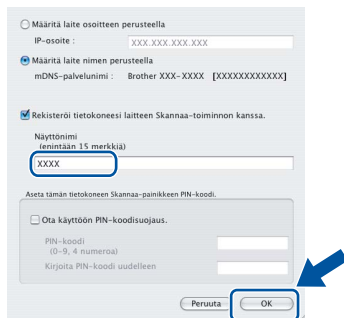 Määritä laite osoitteen perusteella
IP-osoite : XXX.XXX.XXX.XXX
Määritä laite nimen perusteella
mDNS-palvelunimi : Brother XXX-XXXX [XXXXXXXXXXXX]
Rekisteröi tietokoneesi laitteen Skannaa-toiminnon kanssa.
Näyttönimi
(enintään 15 merkkiä)
XXXX
Aseta tämän tietokoneen Skannaa-painikkeen PIN-koodi.
Ota käyttöön PIN-koodisuojaus.
PIN-koodi
(0-9, 4 numeroa)
Kirjoita PIN-koodi uudelleen
Peruuta OK